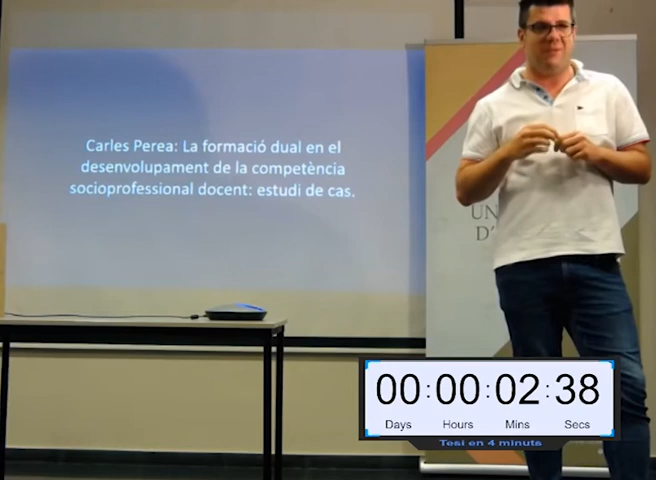 Carles Perea: La formació dual en el
desenvolupament de la competència
socioprofessional docent: estudi de cas.
UN
D'
00:00:02:38
Days Hours Mins Secs
Tesi en 4 minuts